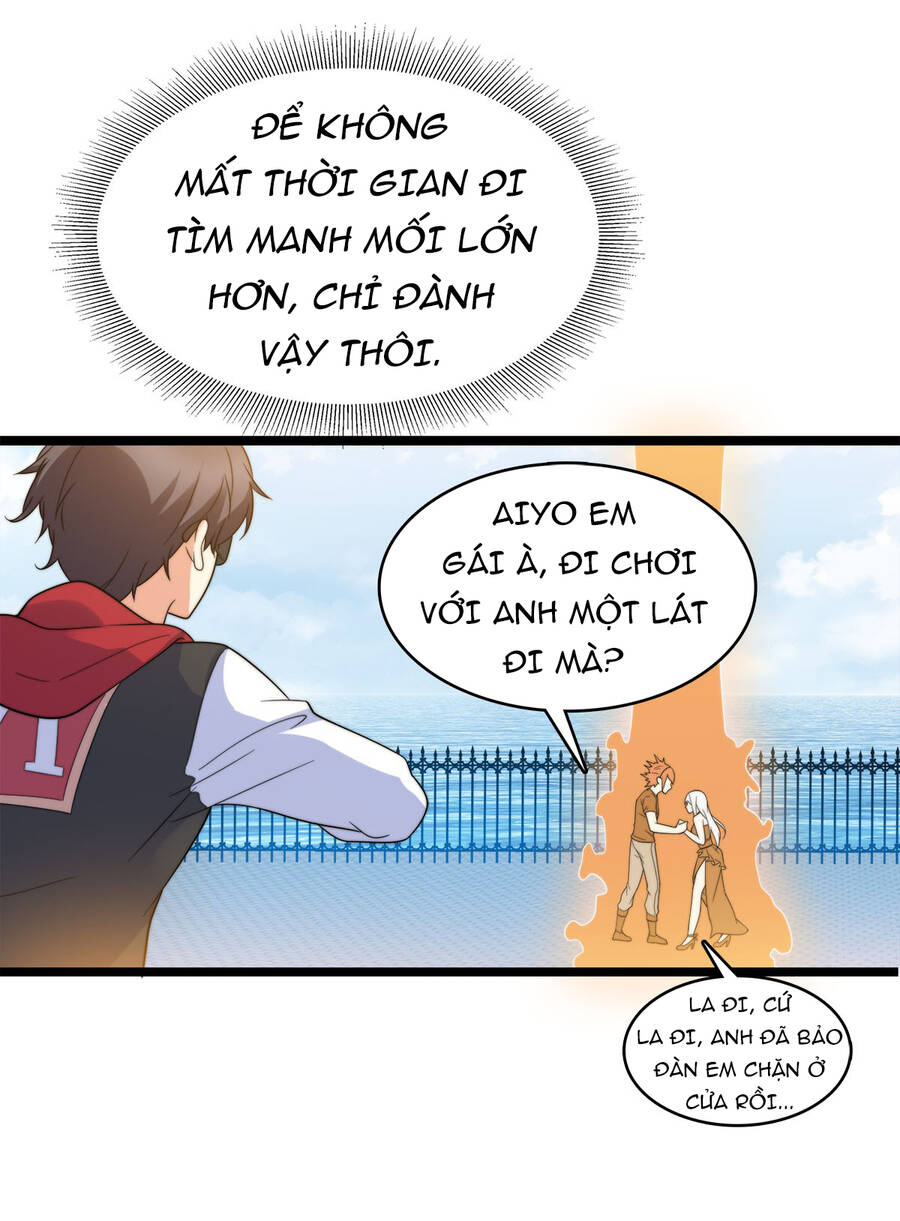 ĐỂ KHÔNG
MẤT THỜI GIAN ĐI
TÌM MANH MỐI LỚN
HƠN, CHỈ ĐÀNH
VẬY THÔI.
AIYO EM
GÁI À, ĐI CHƠI
VỚI ANH MỘT LÁT
ĐI MÀ?
I
LA ĐI, CỨ
LA ĐI, ANH ĐÃ BẢO
ĐÀN EM CHẶN Ở
CỬA RỒI...